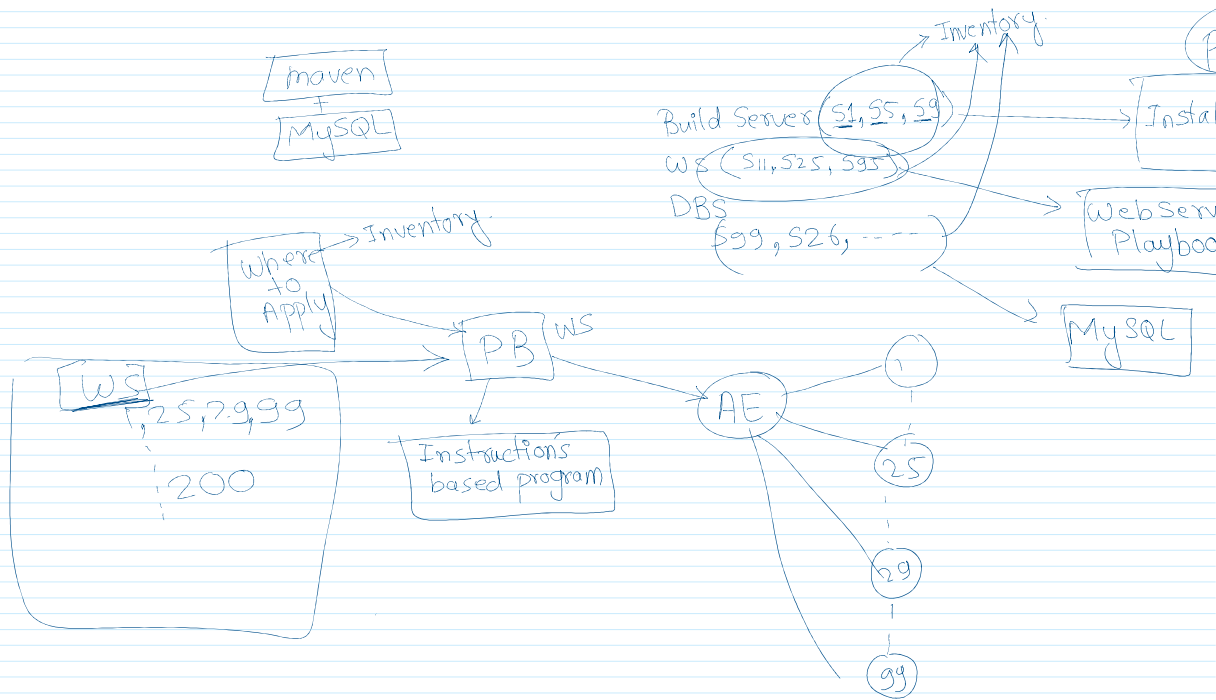 maven
+
MySQL
Inventory.
Build Server (S1, S5, S9)
WS (S11, S25, S95)
DBS
(S99, S26, ----)
Instal
WebServ
Playboo
MySQL
Inventory.
Where
to
Apply
PB
WS
Instructions
based program
WS
1,25,29,99
200
AE
1
25
29
99